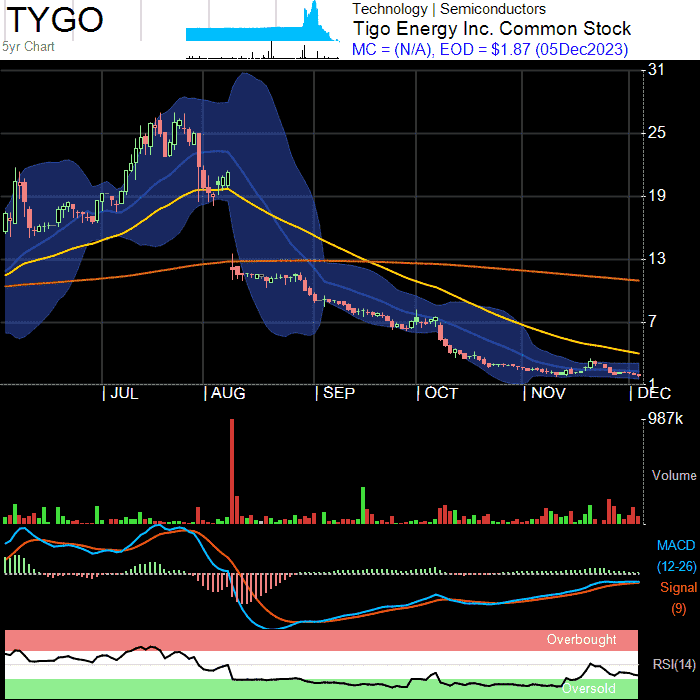 TYGO
5yr Chart
Technology | Semiconductors
Tigo Energy Inc. Common Stock
MC = (N/A), EOD = $1.87 (05Dec2023)
31
25
19
13
7
1
JUL
AUG
SEP
OCT
NOV
DEC
987k
Volume
MACD
(12-26)
Signal
(9)
Overbought
RSI(14)
Oversold